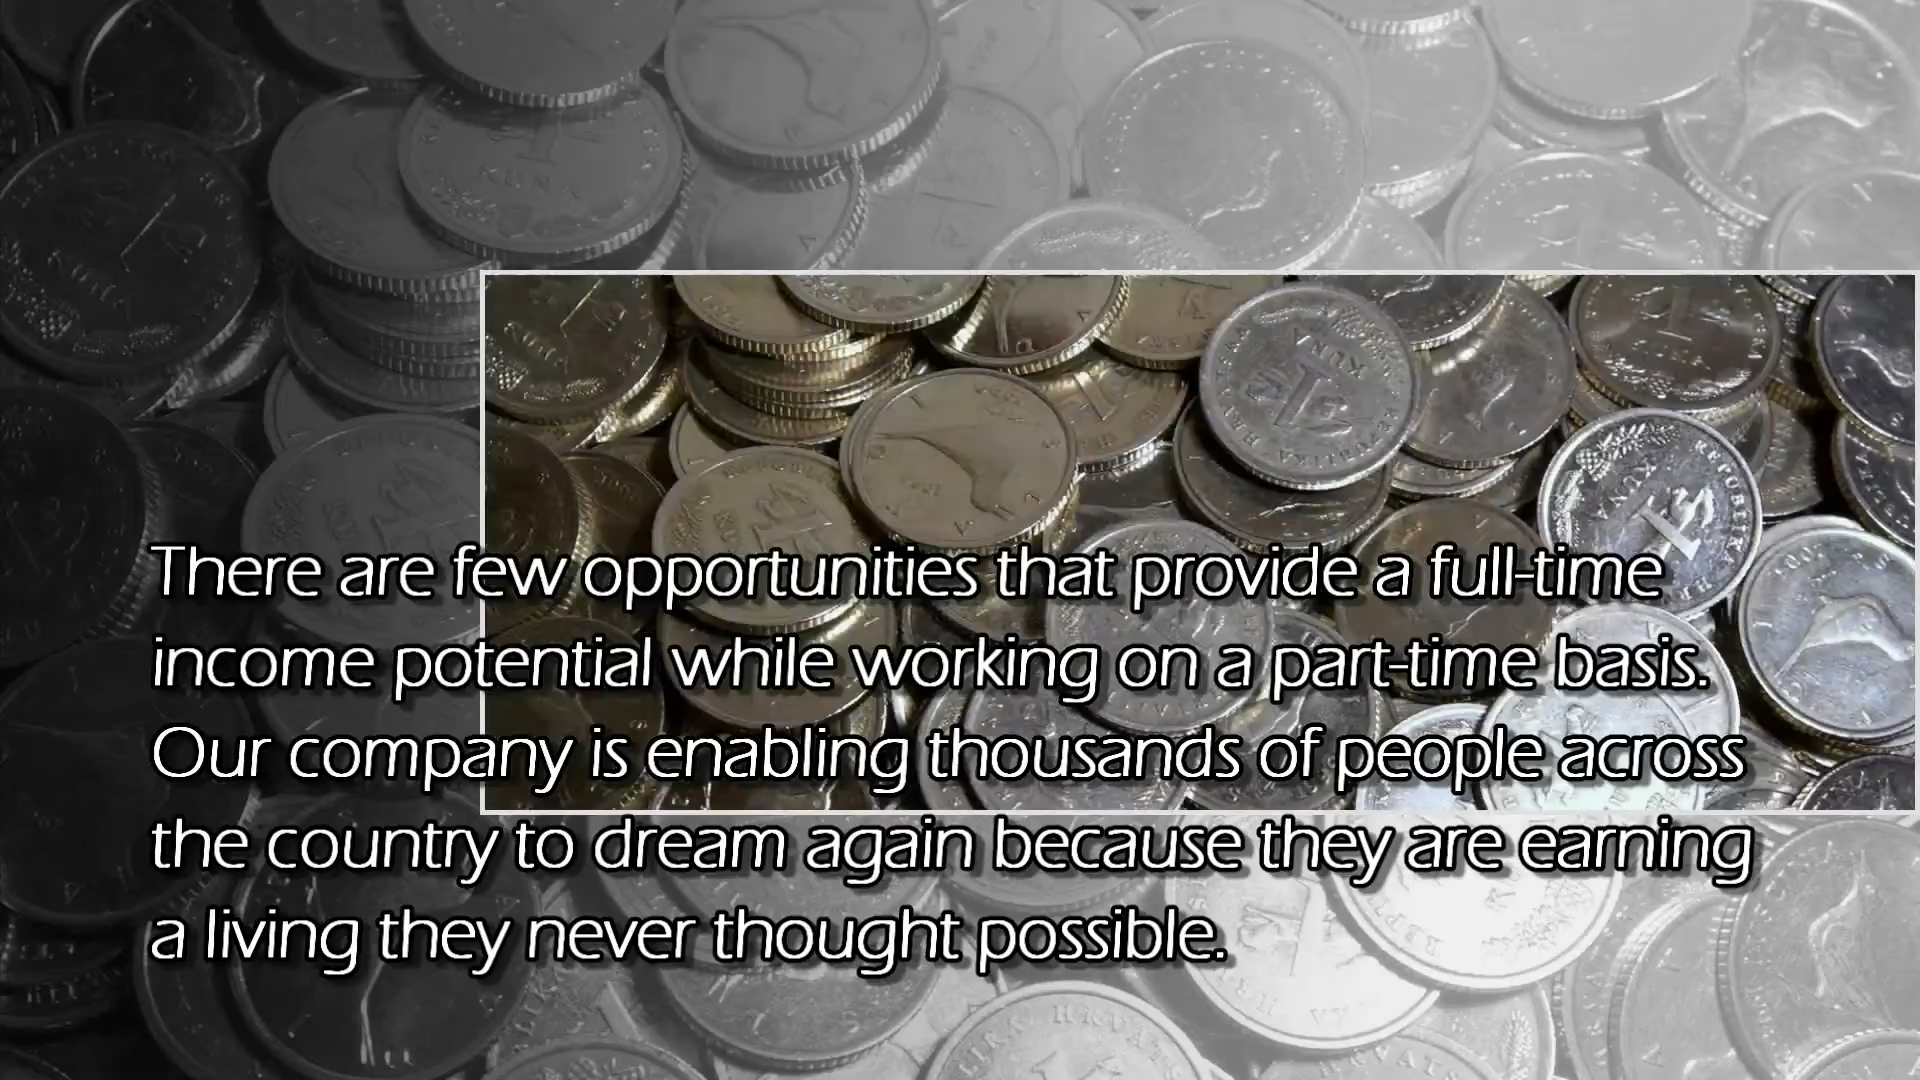 There are few opportunities that provide a full-time
income potential while working on a part-time basis.
Our company is enabling thousands of people across
the country to dream again because they are earning
a living they never thought possible.